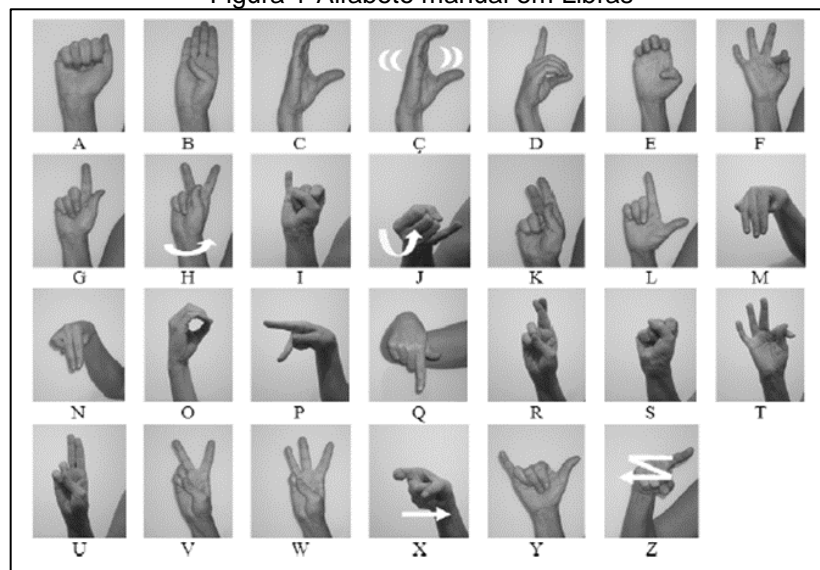 Figura 1 Alfabeto manual em Libras
A B C Ç D E F
G H I J K L M
N O P Q R S T
U V W X Y Z